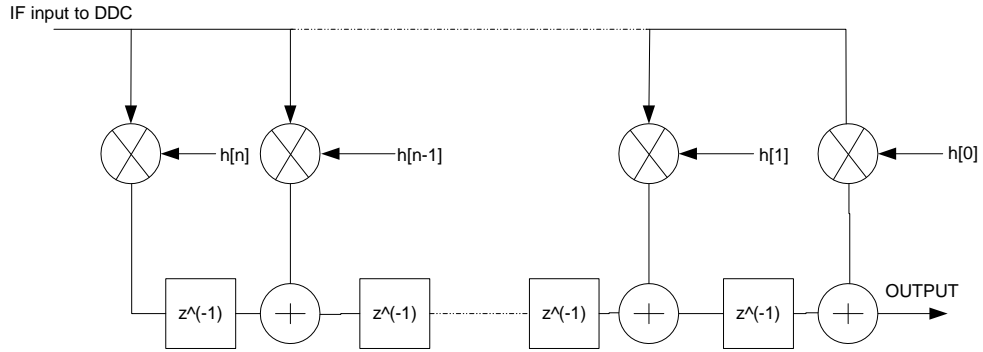 IF input to DDC
h[n]
h[n-1]
h[1]
h[0]
OUTPUT
z^(-1)
z^(-1)
z^(-1)
z^(-1)